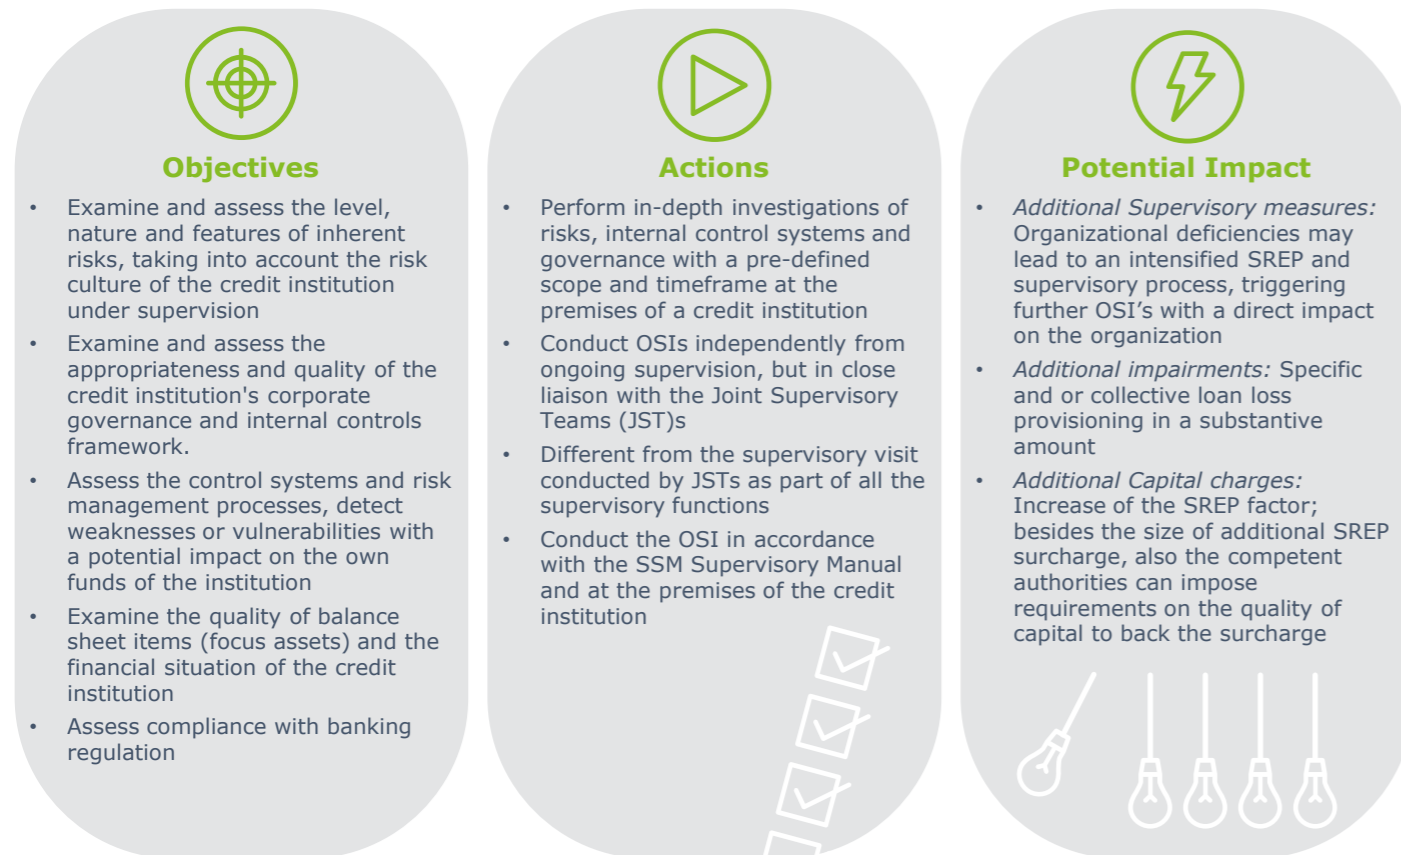 Objectives
• Examine and assess the level,
nature and features of inherent
risks, taking into account the risk
culture of the credit institution
under supervision
• Examine and assess the
appropriateness and quality of the
credit institution's corporate
governance and internal controls
framework.
• Assess the control systems and risk
management processes, detect
weaknesses or vulnerabilities with
a potential impact on the own
funds of the institution
• Examine the quality of balance
sheet items (focus assets) and the
financial situation of the credit
institution
• Assess compliance with banking
regulation
Actions
• Perform in-depth investigations of
risks, internal control systems and
governance with a pre-defined
scope and timeframe at the
premises of a credit institution
• Conduct OSIs independently from
ongoing supervision, but in close
liaison with the Joint Supervisory
Teams (JST)s
• Different from the supervisory visit
conducted by JSTs as part of all the
supervisory functions
• Conduct the OSI in accordance
with the SSM Supervisory Manual
and at the premises of the credit
institution
Potential Impact
• Additional Supervisory measures:
Organizational deficiencies may
lead to an intensified SREP and
supervisory process, triggering
further OSI’s with a direct impact
on the organization
• Additional impairments: Specific
and or collective loan loss
provisioning in a substantive
amount
• Additional Capital charges:
Increase of the SREP factor;
besides the size of additional SREP
surcharge, also the competent
authorities can impose
requirements on the quality of
capital to back the surcharge